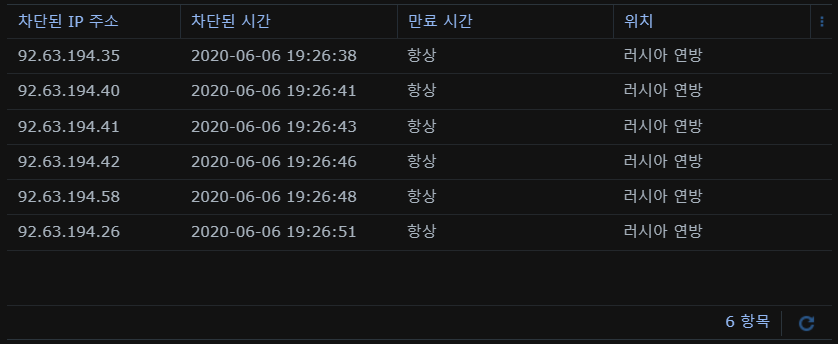 차단된 IP 주소 차단된 시간 만료 시간 위치
92.63.194.35 2020-06-06 19:26:38 항상 러시아 연방
92.63.194.40 2020-06-06 19:26:41 항상 러시아 연방
92.63.194.41 2020-06-06 19:26:43 항상 러시아 연방
92.63.194.42 2020-06-06 19:26:46 항상 러시아 연방
92.63.194.58 2020-06-06 19:26:48 항상 러시아 연방
92.63.194.26 2020-06-06 19:26:51 항상 러시아 연방
6 항목